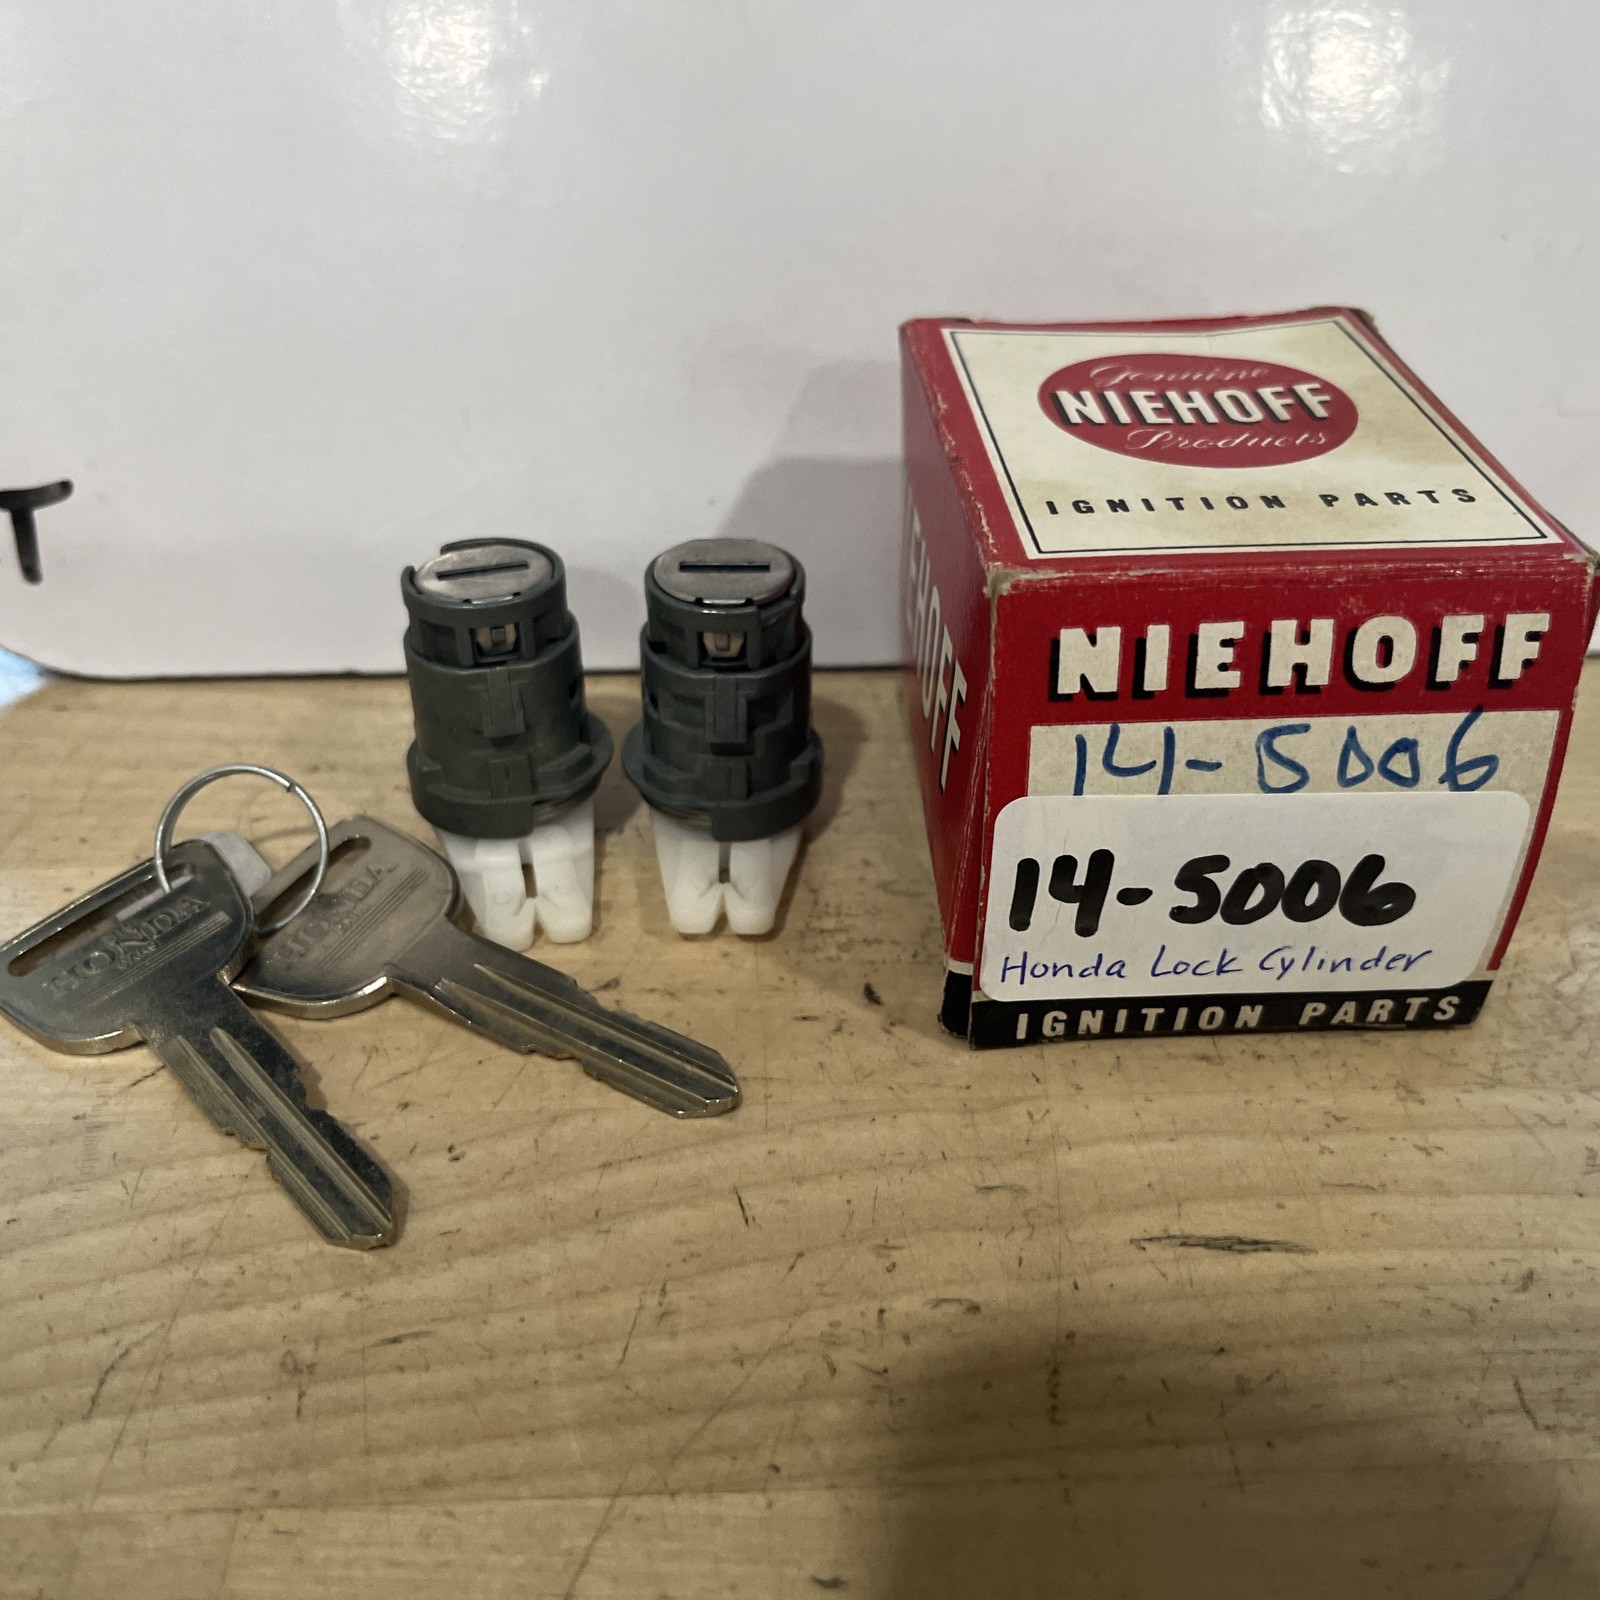 T
Genuine
NIEHOFF
Products
IGNITION PARTS
NIEHOFF
NIEHOFF
14-5006
14-5006
Honda Lock Cylinder
IGNITION PARTS
HONDA
HONDA